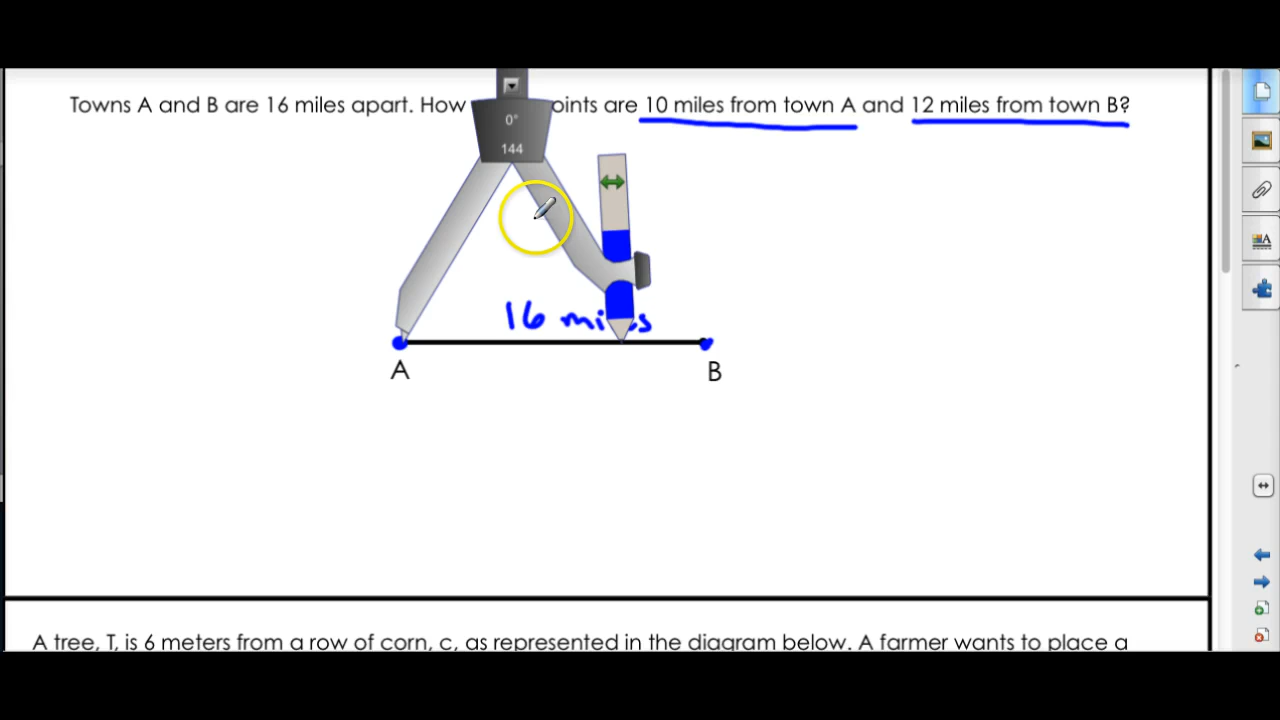 Towns A and B are 16 miles apart. How oints are 10 miles from town A and 12 miles from town B?
0°
144
16 mi s
A B
A tree, T, is 6 meters from a row of corn, c, as represented in the diagram below. A farmer wants to place a